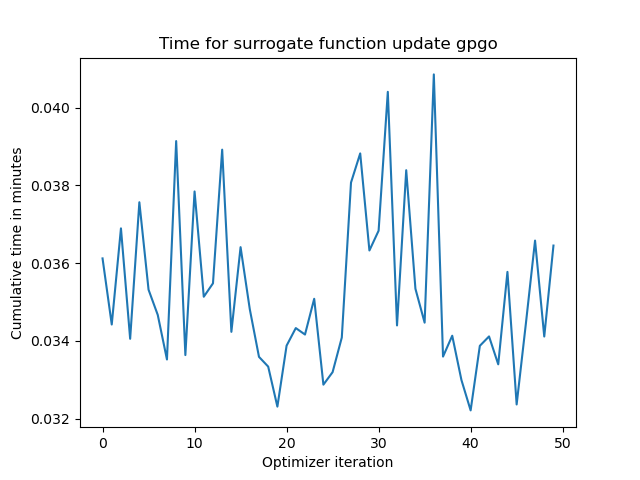 Time for surrogate function update gpgo
Cumulative time in minutes
0.040
0.038
0.036
0.034
0.032
0 10 20 30 40 50
Optimizer iteration